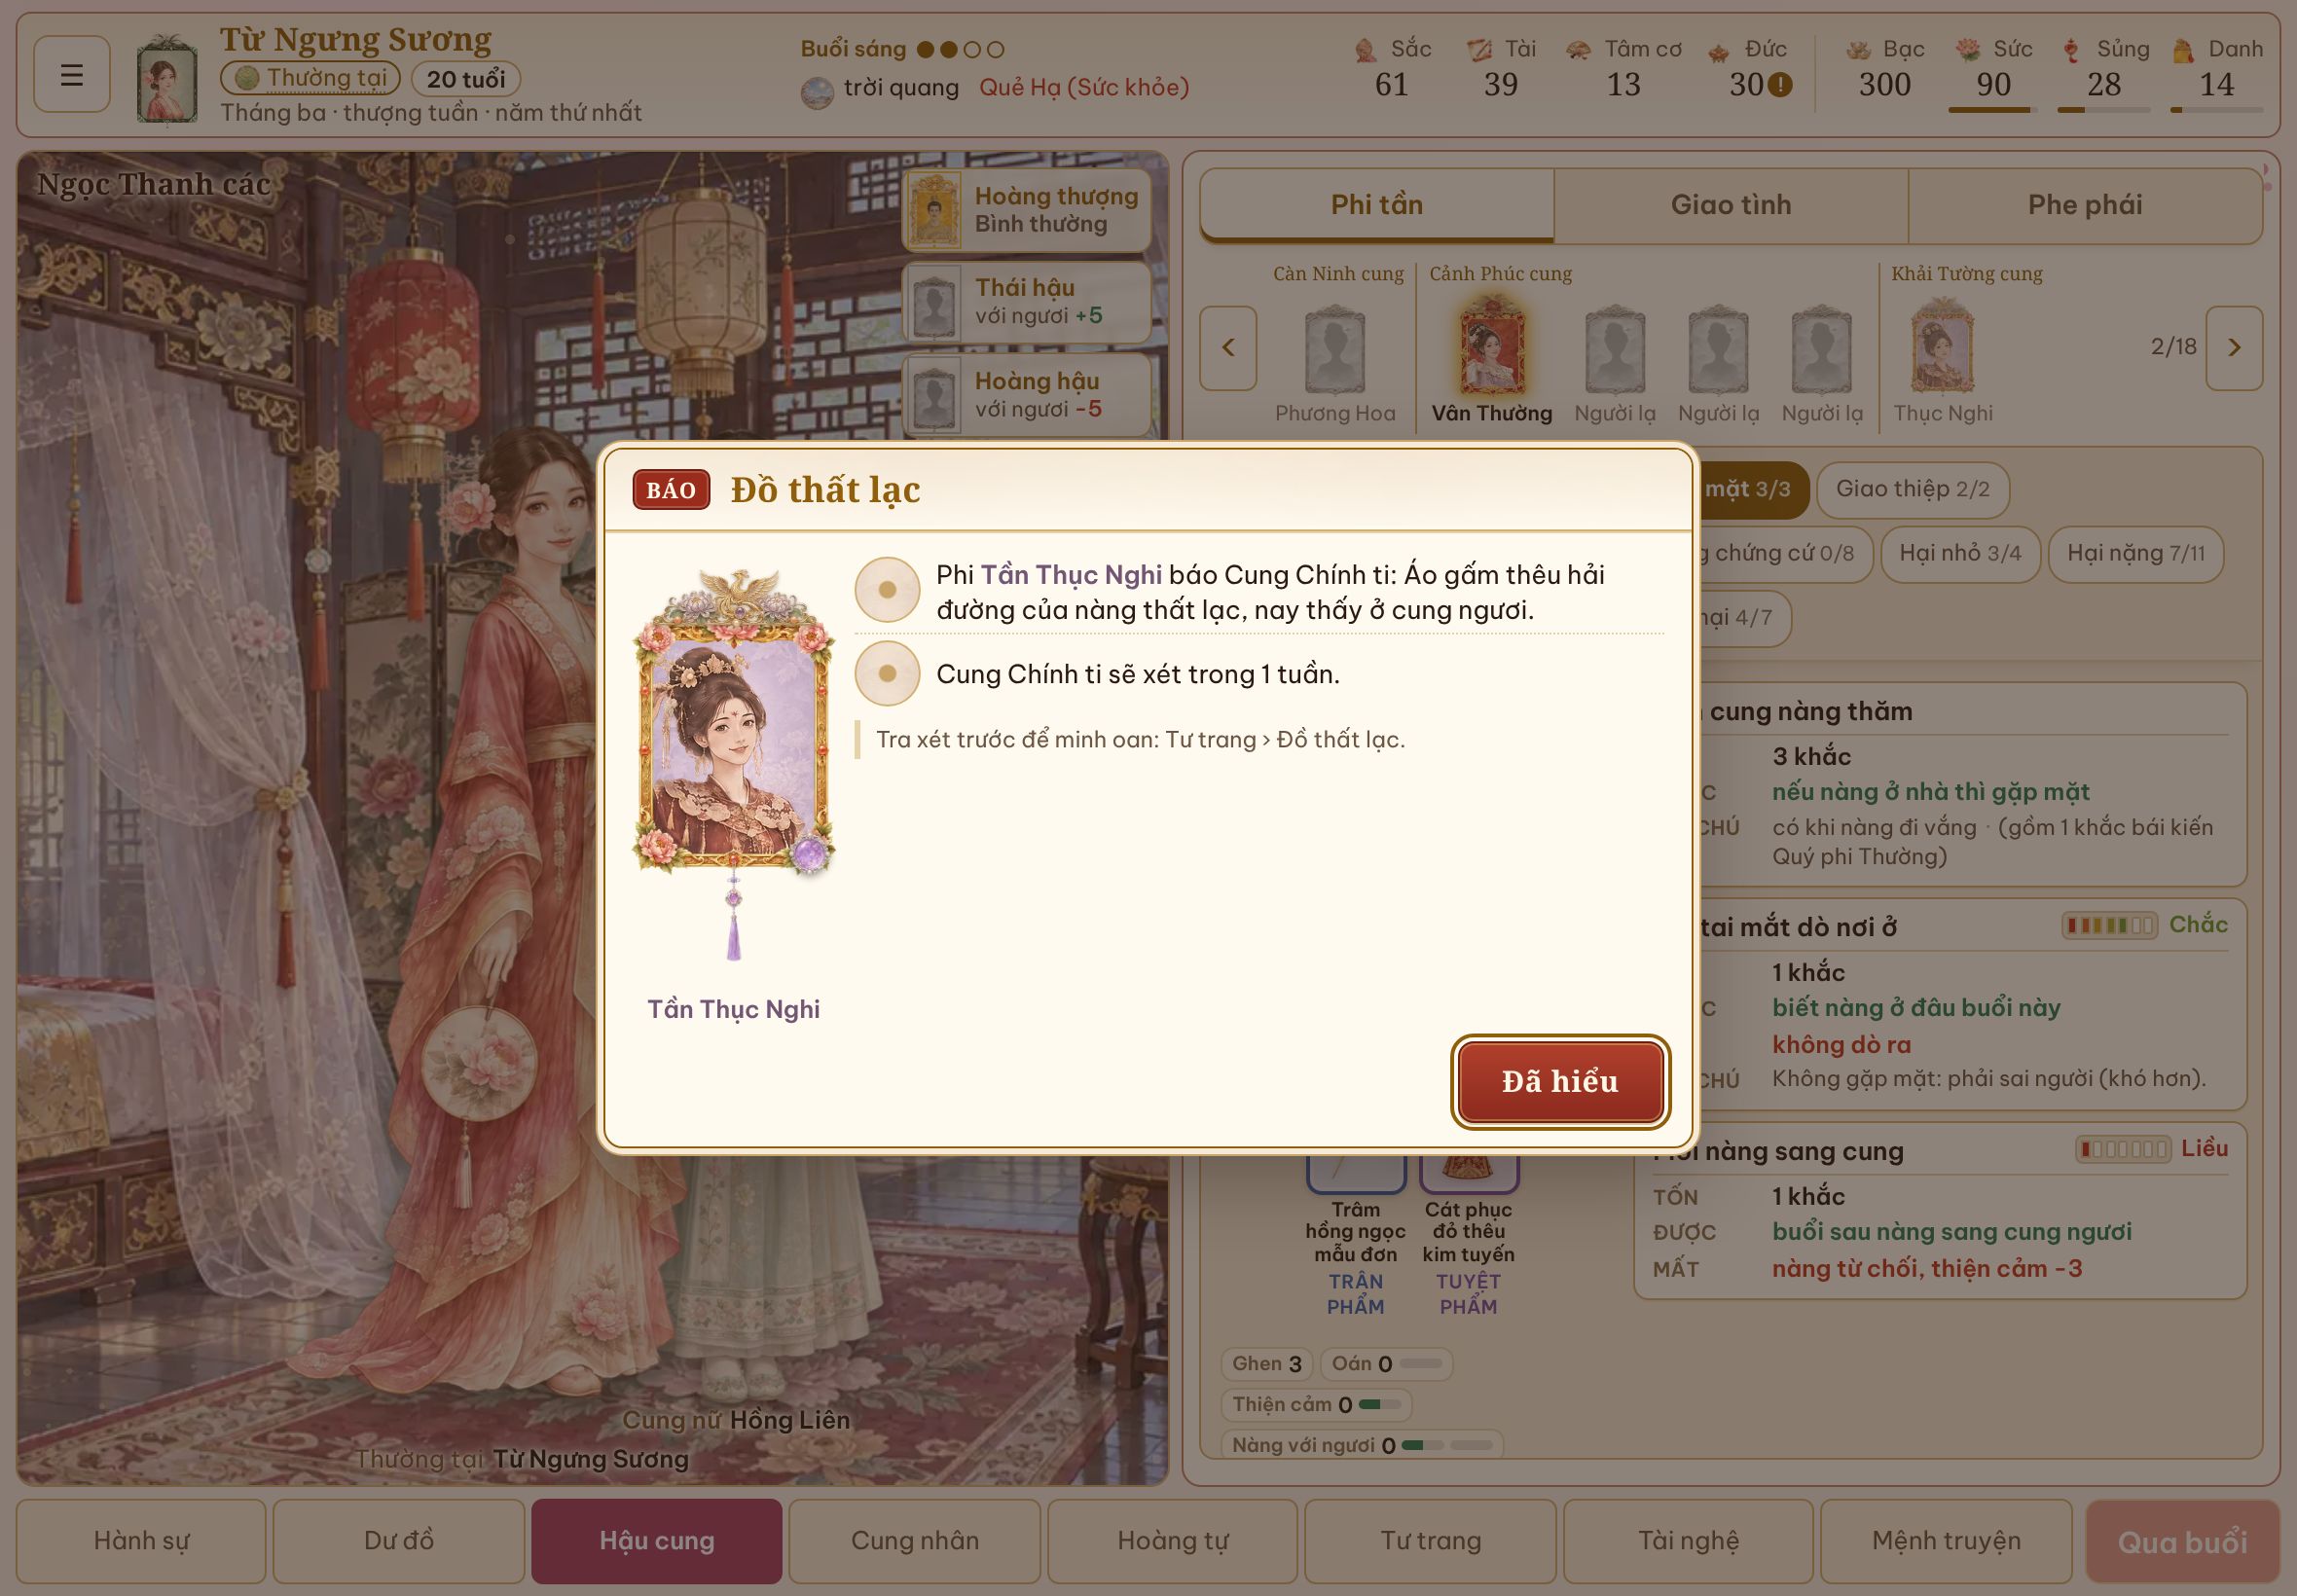 Từ Ngưng Sương
Thường tại
20 tuổi
Tháng ba · thượng tuần · năm thứ nhất
Buổi sáng
trời quang Quẻ Hạ (Sức khỏe)
Sắc
61
Tài
39
Tâm cơ
13
Đức
30
Bạc
300
Sức
90
Sủng
28
Danh
14
Ngọc Thanh các
Hoàng thượng
Bình thường
Thái hậu
với ngươi +5
Hoàng hậu
với ngươi -5
Phi tần
Giao tình
Phe phái
Càn Ninh cung
Cảnh Phúc cung
Khải Tường cung
Phương Hoa
Vân Thường
Người lạ
Người lạ
Người lạ
Thục Nghi
2/18
mặt 3/3
Giao thiệp 2/2
chứng cứ 0/8
Hại nhỏ 3/4
Hại nặng 7/11
4/7
BÁO
Đồ thất lạc
Phi Tần Thục Nghi báo Cung Chính ti: Áo gấm thêu hải
đường của nàng thất lạc, nay thấy ở cung ngươi.
Cung Chính ti sẽ xét trong 1 tuần.
Tra xét trước để minh oan: Tư trang › Đồ thất lạc.
Tần Thục Nghi
Đã hiểu
cung nàng thăm
3 khắc
nếu nàng ở nhà thì gặp mặt
có khi nàng đi vắng · (gồm 1 khắc bái kiến
Quý phi Thường)
tai mắt dò nơi ở
Chắc
1 khắc
biết nàng ở đâu buổi này
không dò ra
CHÚ Không gặp mặt: phải sai người (khó hơn).
nàng sang cung
Liều
TỐN 1 khắc
ĐƯỢC buổi sau nàng sang cung ngươi
MẤT nàng từ chối, thiện cảm -3
Trâm
hồng ngọc
mẫu đơn
TRÂN
PHẨM
Cát phục
đỏ thêu
kim tuyến
TUYỆT
PHẨM
Ghen 3
Oán 0
Thiện cảm 0
Nàng với ngươi 0
Cung nữ Hồng Liên
Thường tại Từ Ngưng Sương
Hành sự
Dư đồ
Hậu cung
Cung nhân
Hoàng tự
Tư trang
Tài nghệ
Mệnh truyện
Qua buổi